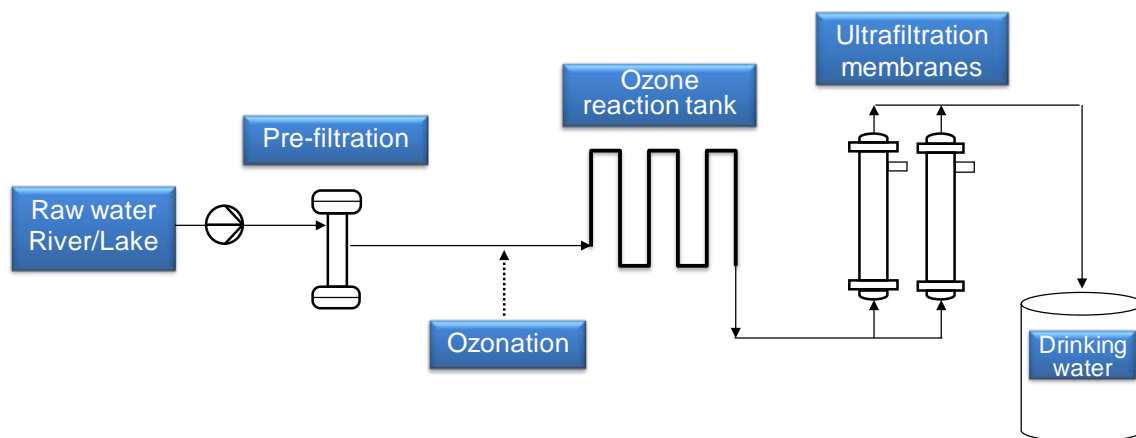 Raw water
River/Lake
Pre-filtration
Ozonation
Ozone
reaction tank
Ultrafiltration
membranes
Drinking
water